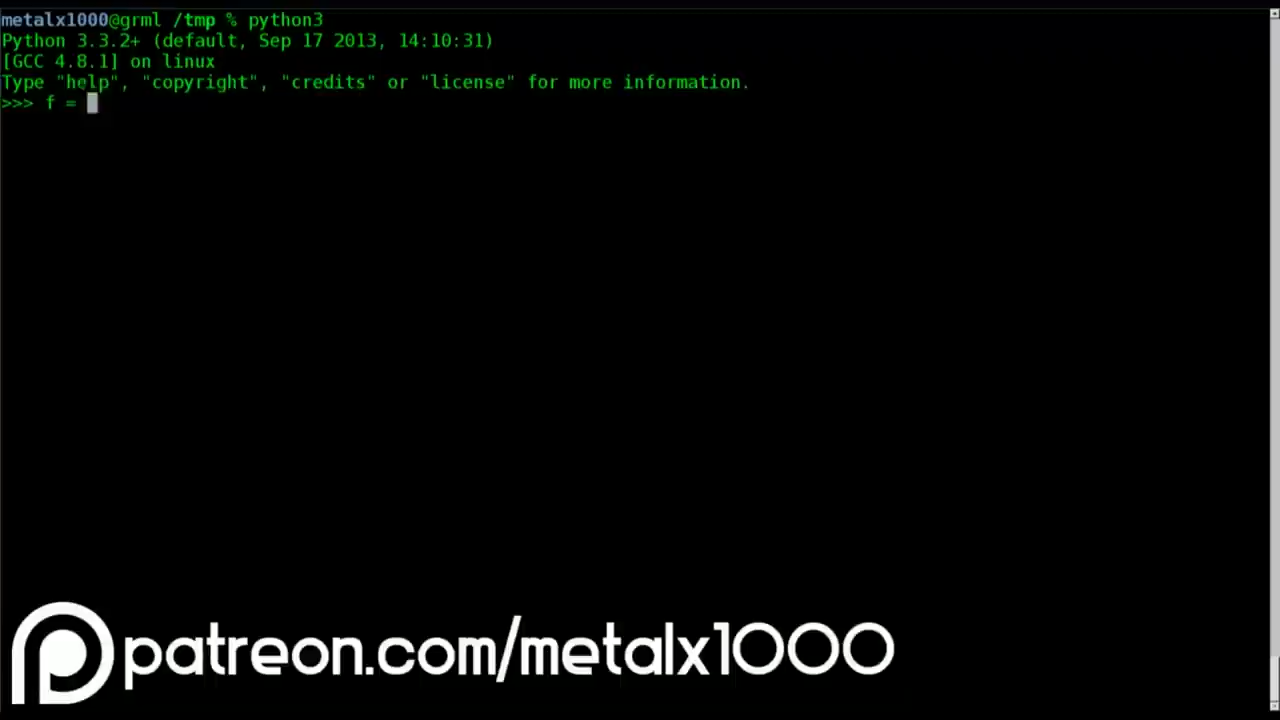 metalx1000@grml /tmp % python3
Python 3.3.2+ (default, Sep 17 2013, 14:10:31)
[GCC 4.8.1] on linux
Type "help", "copyright", "credits" or "license" for more information.
>>> f =
patreon.com/metalx1000